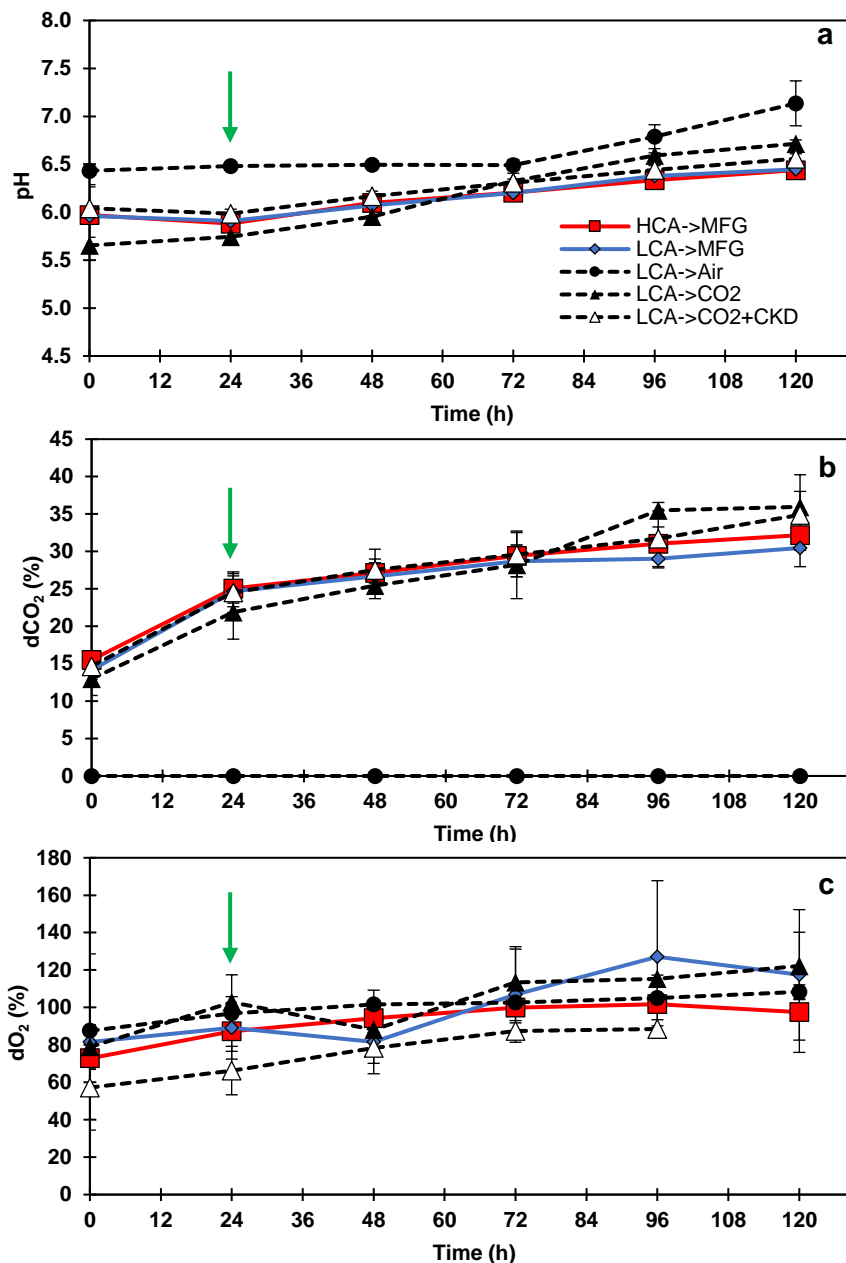 a
8.0
7.5
7.0
6.5
6.0
5.5
5.0
4.5
pH
HCA->MFG
LCA->MFG
LCA->Air
LCA->CO2
LCA->CO2+CKD
0 12 24 36 48 60 72 84 96 108 120
Time (h)
b
45
40
35
30
25
20
15
10
5
0
dCO₂ (%)
0 12 24 36 48 60 72 84 96 108 120
Time (h)
c
180
160
140
120
100
80
60
40
20
0
dO₂ (%)
0 12 24 36 48 60 72 84 96 108 120
Time (h)